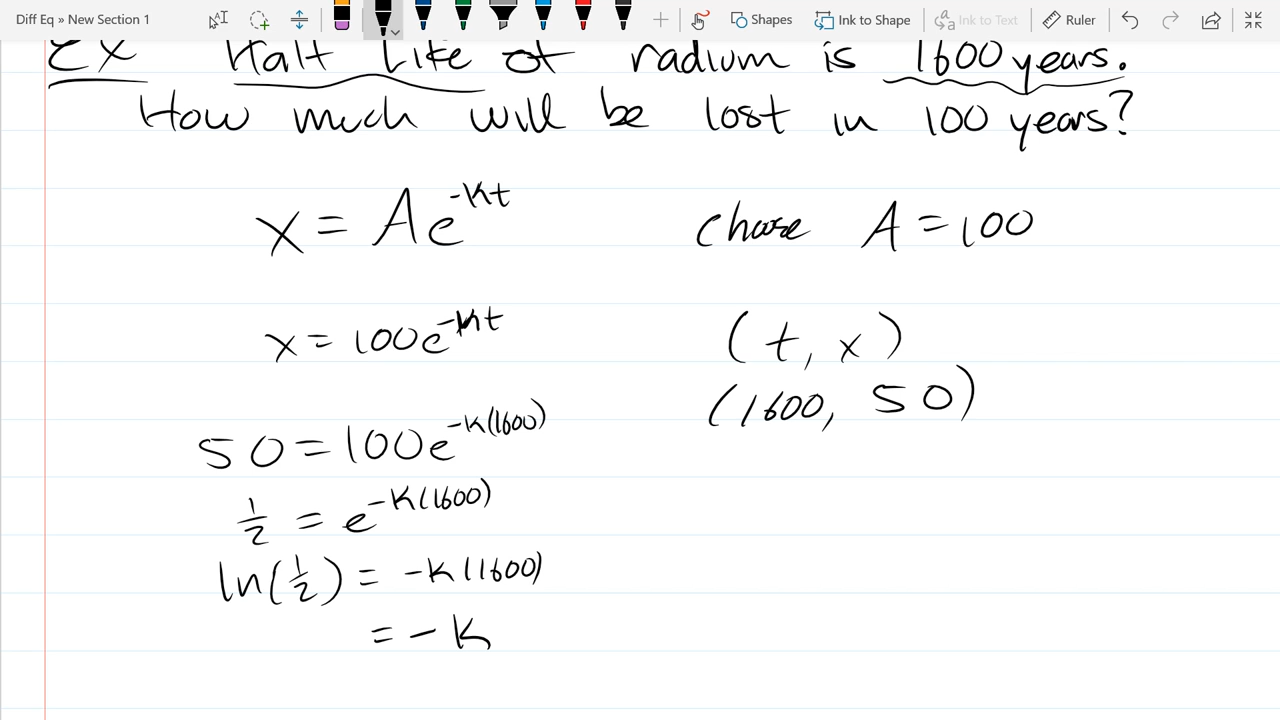 Diff Eq » New Section 1
Shapes Ink to Shape Ink to Text Ruler
Ex Half Life of radium is 1600 years.
How much will be lost in 100 years?
x = Ae^{-Kt} chose A = 100
x = 100e^{-Kt} (t, x)
(1600, 50)
50 = 100e^{-K(1600)}
1/2 = e^{-K(1600)}
ln(1/2) = -K(1600)
= -K